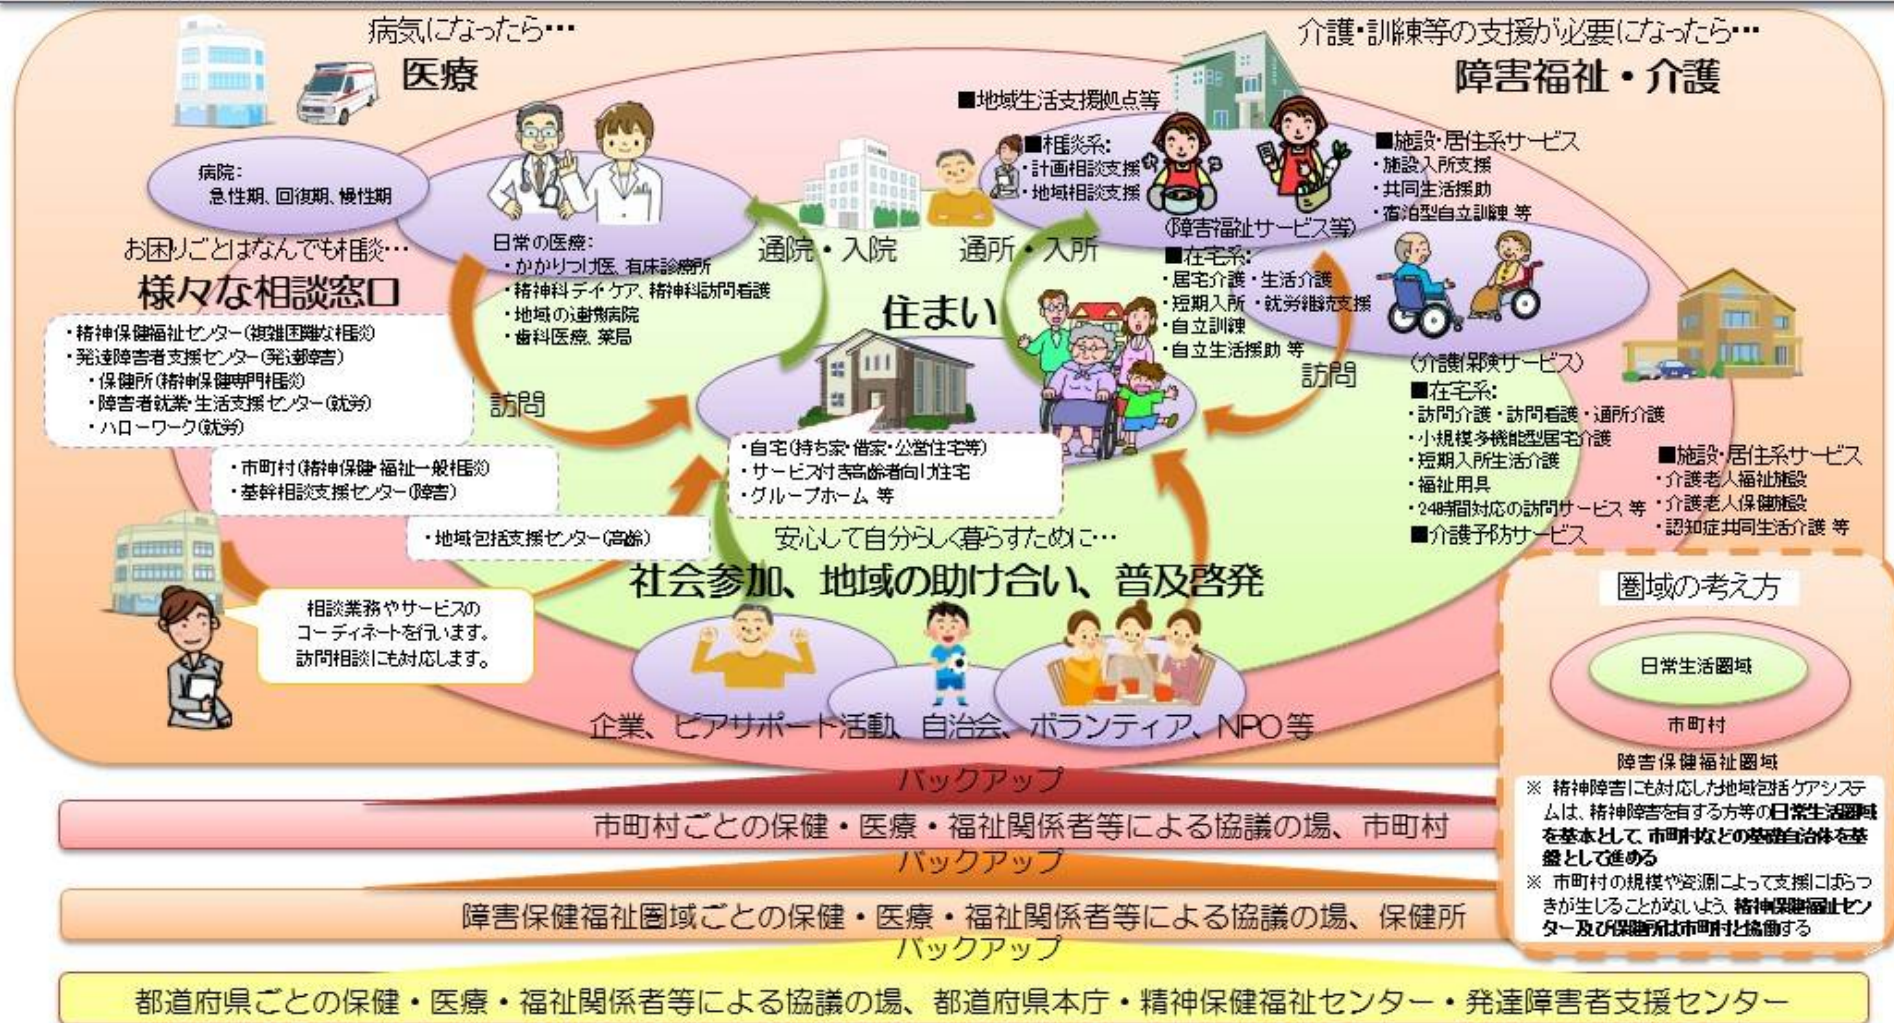 病気になったら…
医療
病院:
急性期、回復期、慢性期
日常の医療:
・かかりつけ医、有床診療所
・精神科デイケア、精神科訪問看護
・地域の連携病院
・歯科医療、薬局
通院・入院
通所・入所
訪問
介護・訓練等の支援が必要になったら…
障害福祉・介護
■地域生活支援拠点等
■相談系:
・計画相談支援
・地域相談支援
■施設・居住系サービス
・施設入所支援
・共同生活援助
・宿泊型自立訓練 等
(障害福祉サービス等)
■在宅系:
・居宅介護・生活介護
・短期入所・就労継続支援
・自立訓練
・自立生活援助 等
訪問
(介護保険サービス)
■在宅系:
・訪問介護・訪問看護・通所介護
・小規模多機能型居宅介護
・短期入所生活介護
・福祉用具
・24時間対応の訪問サービス 等
■介護予防サービス
■施設・居住系サービス
・介護老人福祉施設
・介護老人保健施設
・認知症共同生活介護 等
お困りごとはなんでも相談…
様々な相談窓口
・精神保健福祉センター(複雑困難な相談)
・発達障害者支援センター(発達障害)
・保健所(精神保健専門相談)
・障害者就業・生活支援センター(就労)
・ハローワーク(就労)
・市町村(精神保健・福祉一般相談)
・基幹相談支援センター(障害)
・地域包括支援センター(高齢)
相談業務やサービスの
コーディネートを行います。
訪問相談にも対応します。
住まい
・自宅(持ち家・借家・公営住宅等)
・サービス付き高齢者向け住宅
・グループホーム 等
安心して自分らしく暮らすために…
社会参加、地域の助け合い、普及啓発
企業、ピアサポート活動、自治会、ボランティア、NPO等
圏域の考え方
日常生活圏域
市町村
障害保健福祉圏域
※ 精神障害にも対応した地域包括ケアシステ
ムは、精神障害を有する方等の日常生活圏域
を基本として、市町村などの基礎自治体を基
盤として進める
※ 市町村の規模や資源によって支援にばらつ
きが生じることがないよう、精神保健福祉セン
ター及び保健所は市町村と協働する
バックアップ
市町村ごとの保健・医療・福祉関係者等による協議の場、市町村
バックアップ
障害保健福祉圏域ごとの保健・医療・福祉関係者等による協議の場、保健所
バックアップ
都道府県ごとの保健・医療・福祉関係者等による協議の場、都道府県本庁・精神保健福祉センター・発達障害者支援センター